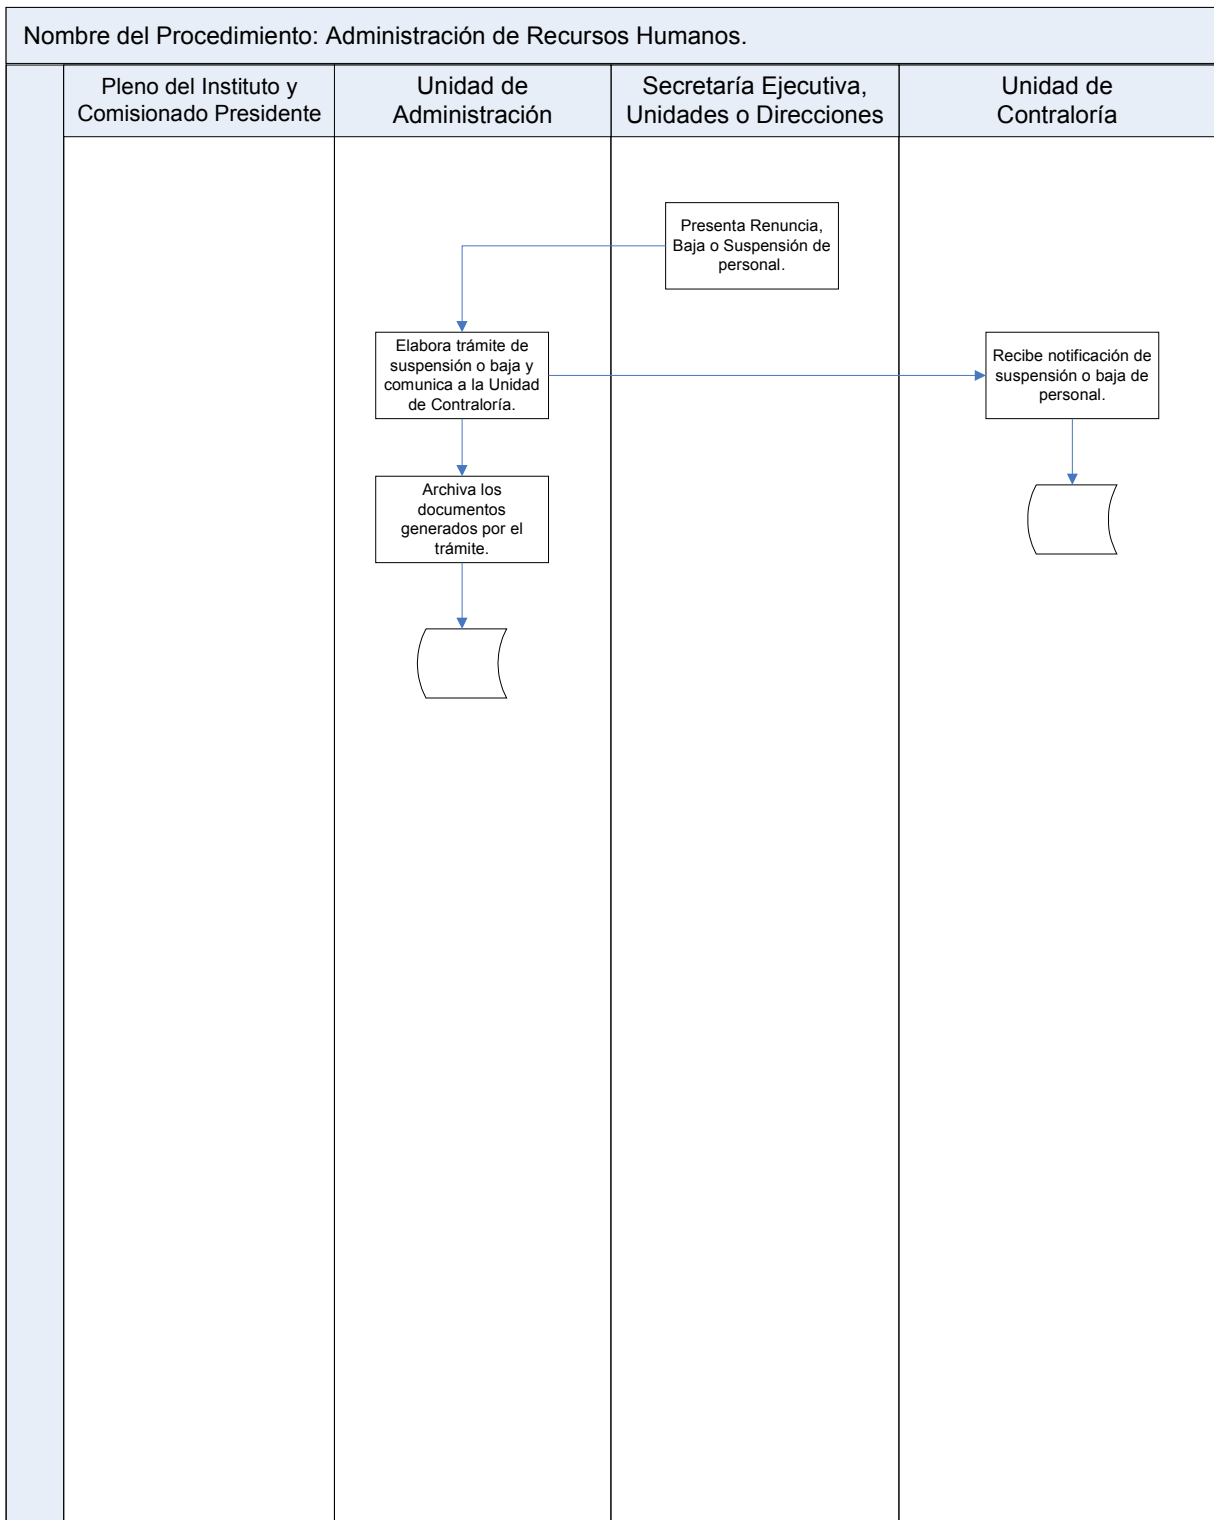 Nombre del Procedimiento: Administración de Recursos Humanos.
Pleno del Instituto y
Comisionado Presidente
Unidad de
Administración
Secretaría Ejecutiva,
Unidades o Direcciones
Unidad de
Contraloría
Presenta Renuncia,
Baja o Suspensión de
personal.
Elabora trámite de
suspensión o baja y
comunica a la Unidad
de Contraloría.
Recibe notificación de
suspensión o baja de
personal.
Archiva los
documentos
generados por el
trámite.